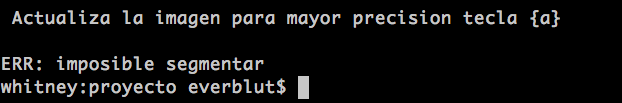 Actualiza la imagen para mayor precision tecla {a}
ERR: imposible segmentar
whitney:proyecto everblut$